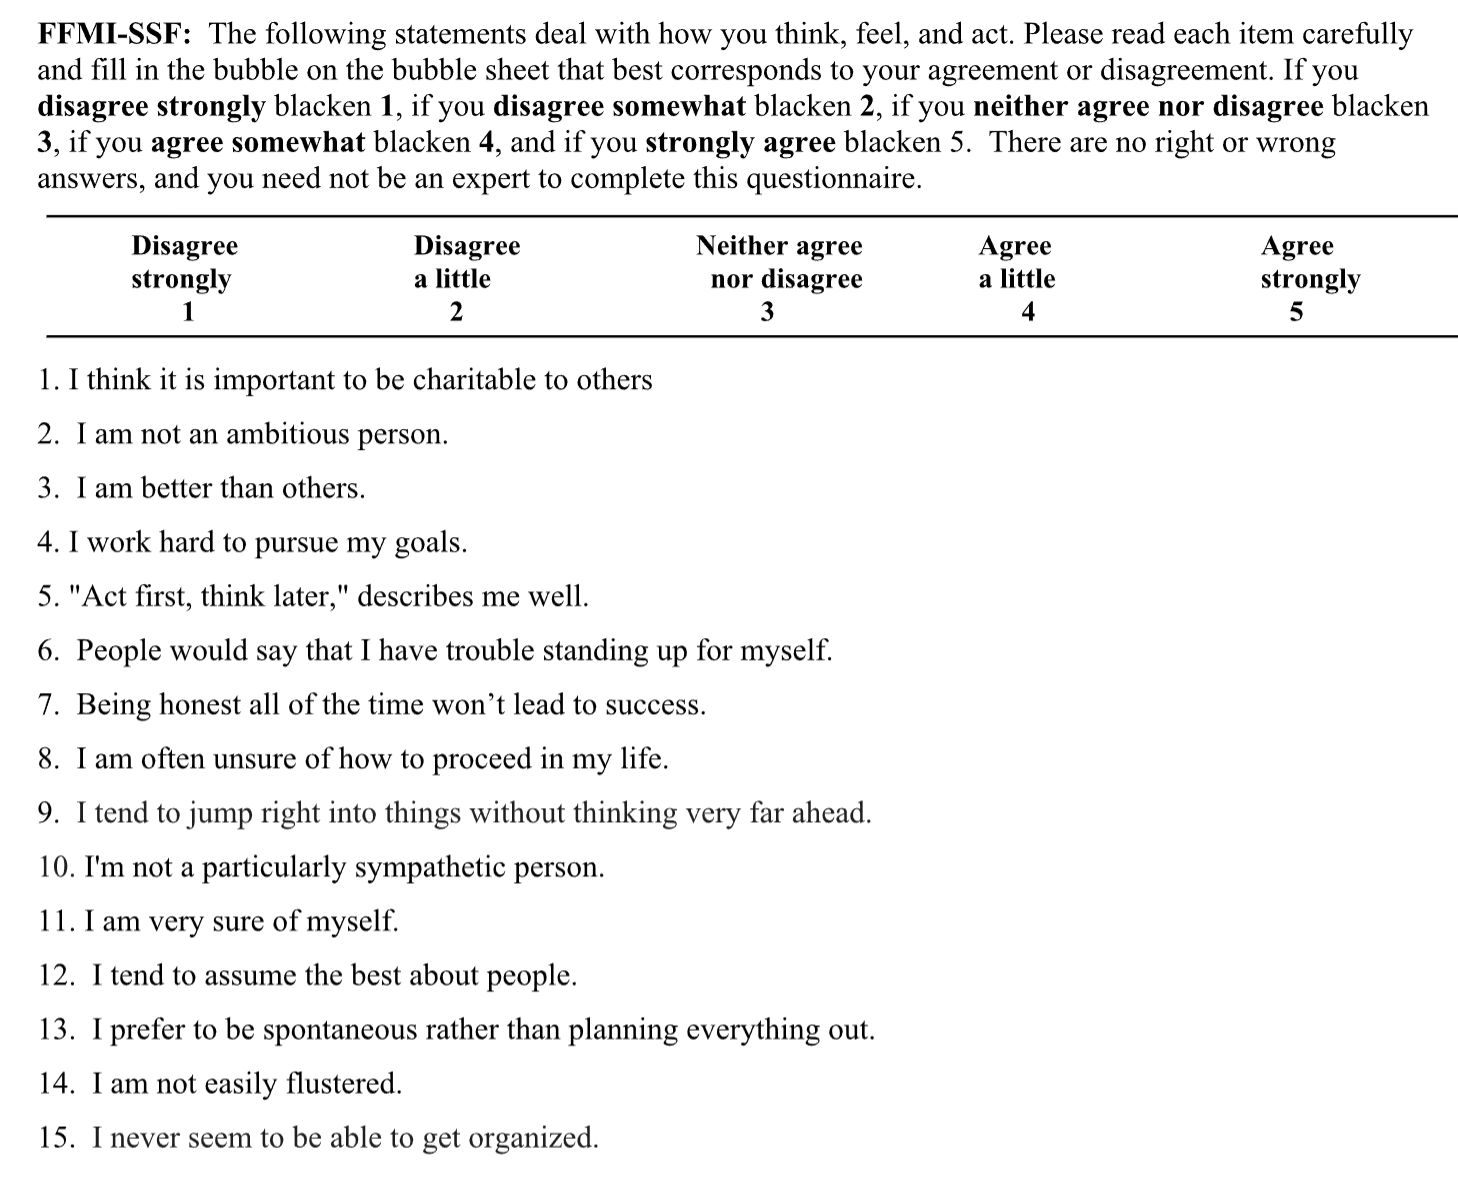 FFMI-SSF:  The following statements deal with how you think, feel, and act. Please read each item carefully
and fill in the bubble on the bubble sheet that best corresponds to your agreement or disagreement. If you
disagree strongly blacken 1, if you disagree somewhat blacken 2, if you neither agree nor disagree blacken
3, if you agree somewhat blacken 4, and if you strongly agree blacken 5.  There are no right or wrong
answers, and you need not be an expert to complete this questionnaire.
Disagree Disagree Neither agree Agree Agree
strongly a little nor disagree a little strongly
1 2 3 4 5
1. I think it is important to be charitable to others
2.  I am not an ambitious person.
3.  I am better than others.
4. I work hard to pursue my goals.
5. "Act first, think later," describes me well.
6.  People would say that I have trouble standing up for myself.
7.  Being honest all of the time won’t lead to success.
8.  I am often unsure of how to proceed in my life.
9.  I tend to jump right into things without thinking very far ahead.
10. I'm not a particularly sympathetic person.
11. I am very sure of myself.
12.  I tend to assume the best about people.
13.  I prefer to be spontaneous rather than planning everything out.
14.  I am not easily flustered.
15.  I never seem to be able to get organized.